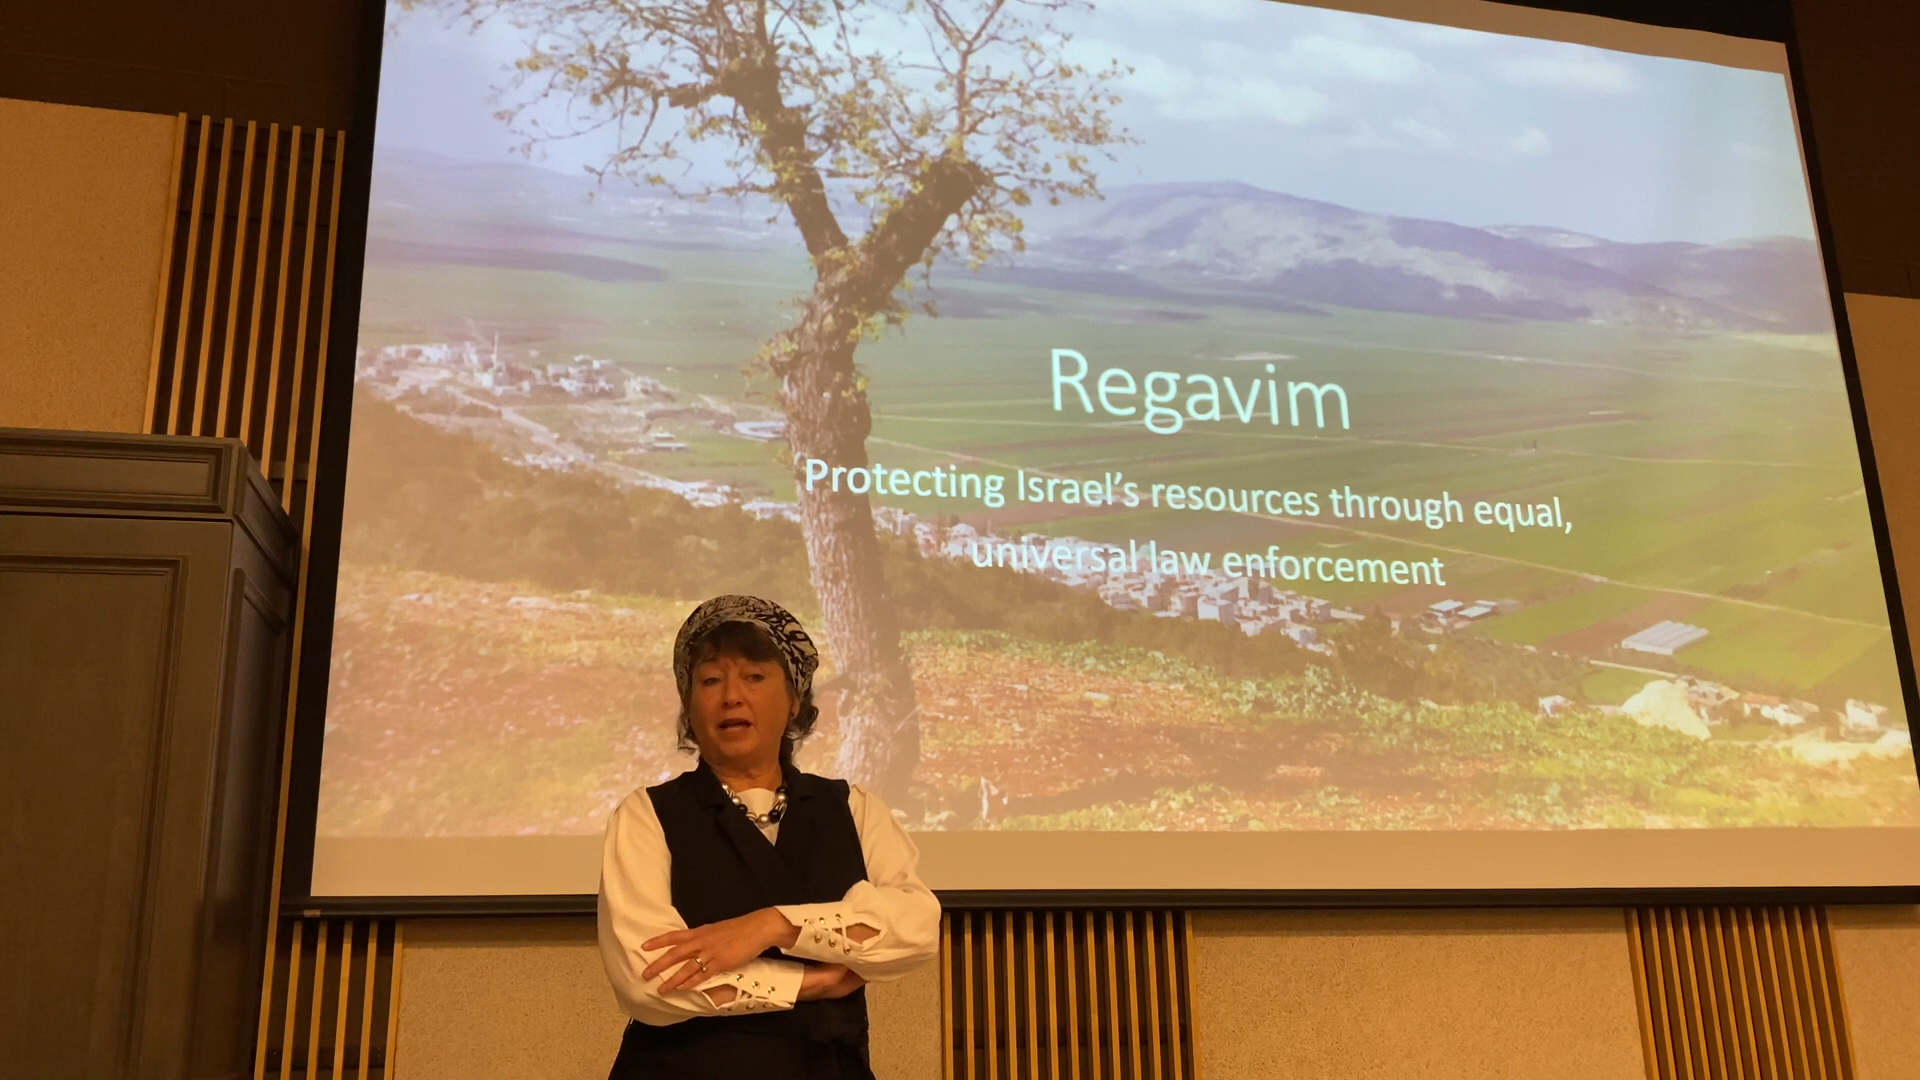 Regavim
Protecting Israel’s resources through equal,
universal law enforcement